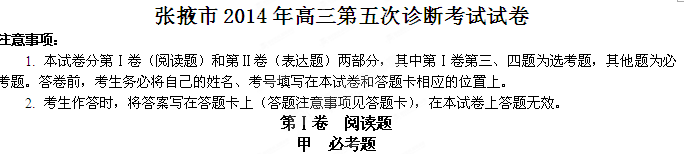 张掖市 2014 年高三第五次诊断考试试卷
注意事项:
1. 本试卷分第Ⅰ卷（阅读题）和第Ⅱ卷（表达题）两部分，其中第Ⅰ卷第三、四题为选考题，其他题为必
考题。答卷前，考生务必将自己的姓名、考号填写在本试卷和答题卡相应的位置上。
2. 考生作答时，将答案写在答题卡上（答题注意事项见答题卡），在本试卷上答题无效。
第Ⅰ卷 阅读题
甲 必考题